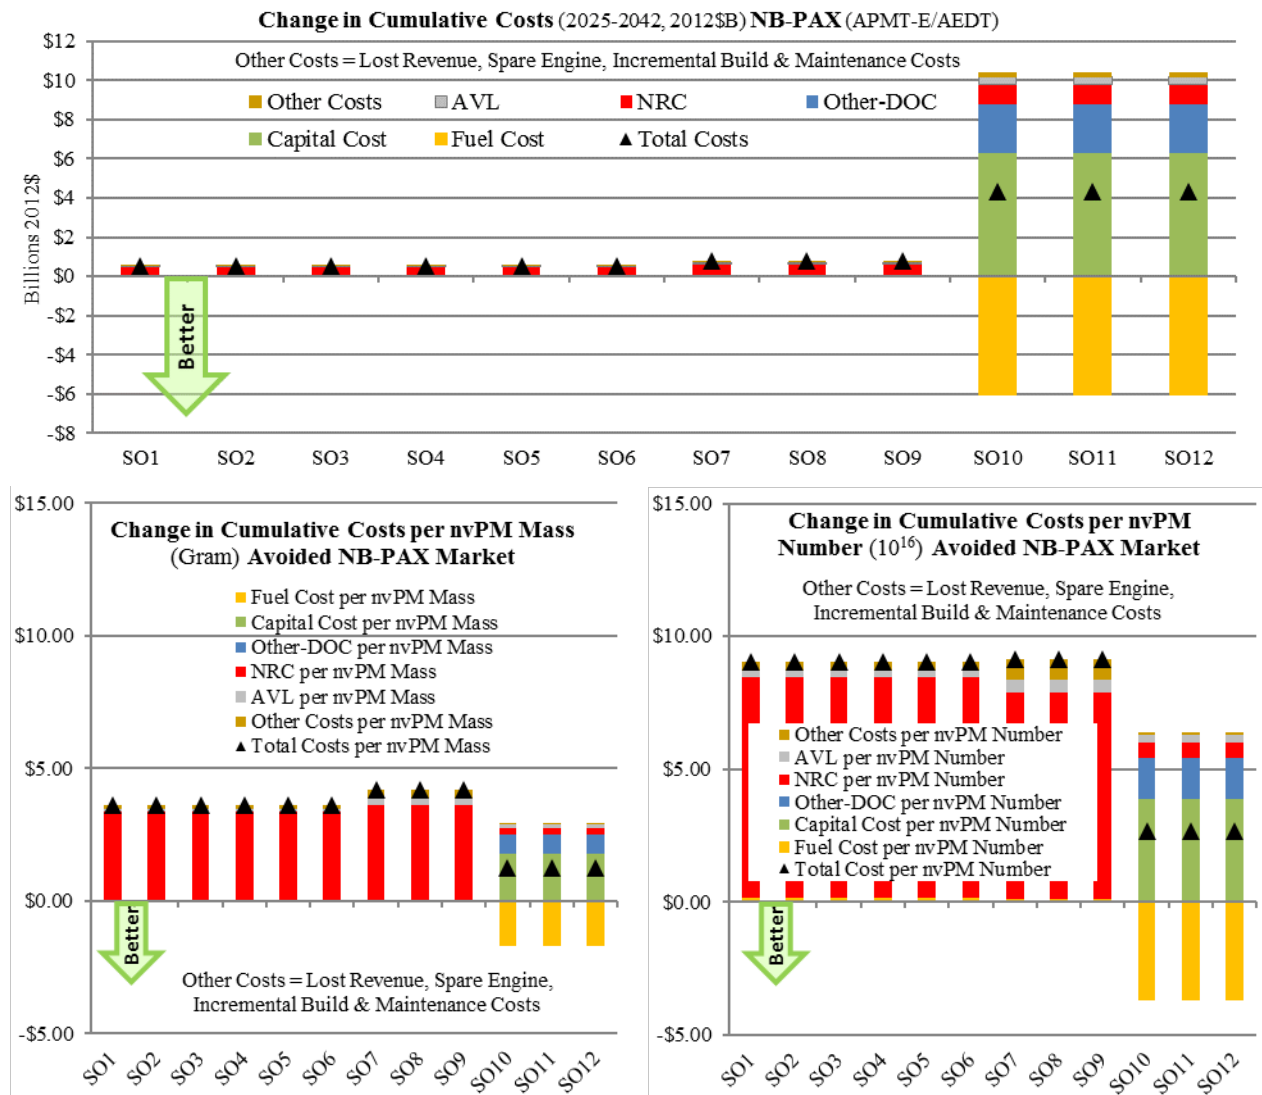 Change in Cumulative Costs (2025-2042, 2012$B) NB-PAX (APMT-E/AEDT)
$12
Other Costs = Lost Revenue, Spare Engine, Incremental Build & Maintenance Costs
$10
Other Costs AVL NRC Other-DOC
$8
Capital Cost Fuel Cost Total Costs
$6
$4
$2
$0
-$2
-$4
-$6
-$8
Billions 2012$
Better
SO1 SO2 SO3 SO4 SO5 SO6 SO7 SO8 SO9 SO10 SO11 SO12
$15.00
Change in Cumulative Costs per nvPM Mass
(Gram) Avoided NB-PAX Market
Fuel Cost per nvPM Mass
Capital Cost per nvPM Mass
$10.00
Other-DOC per nvPM Mass
NRC per nvPM Mass
AVL per nvPM Mass
Other Costs per nvPM Mass
Total Costs per nvPM Mass
$5.00
$0.00
Better
Other Costs = Lost Revenue, Spare Engine,
Incremental Build & Maintenance Costs
-$5.00
SO1 SO2 SO3 SO4 SO5 SO6 SO7 SO8 SO9 SO10 SO11 SO12
$15.00
Change in Cumulative Costs per nvPM
Number (10^16) Avoided NB-PAX Market
Other Costs = Lost Revenue, Spare Engine,
Incremental Build & Maintenance Costs
$10.00
Other Costs per nvPM Number
AVL per nvPM Number
$5.00
NRC per nvPM Number
Other-DOC per nvPM Number
Capital Cost per nvPM Number
Fuel Cost per nvPM Number
Total Cost per nvPM Number
$0.00
Better
-$5.00
SO1 SO2 SO3 SO4 SO5 SO6 SO7 SO8 SO9 SO10 SO11 SO12